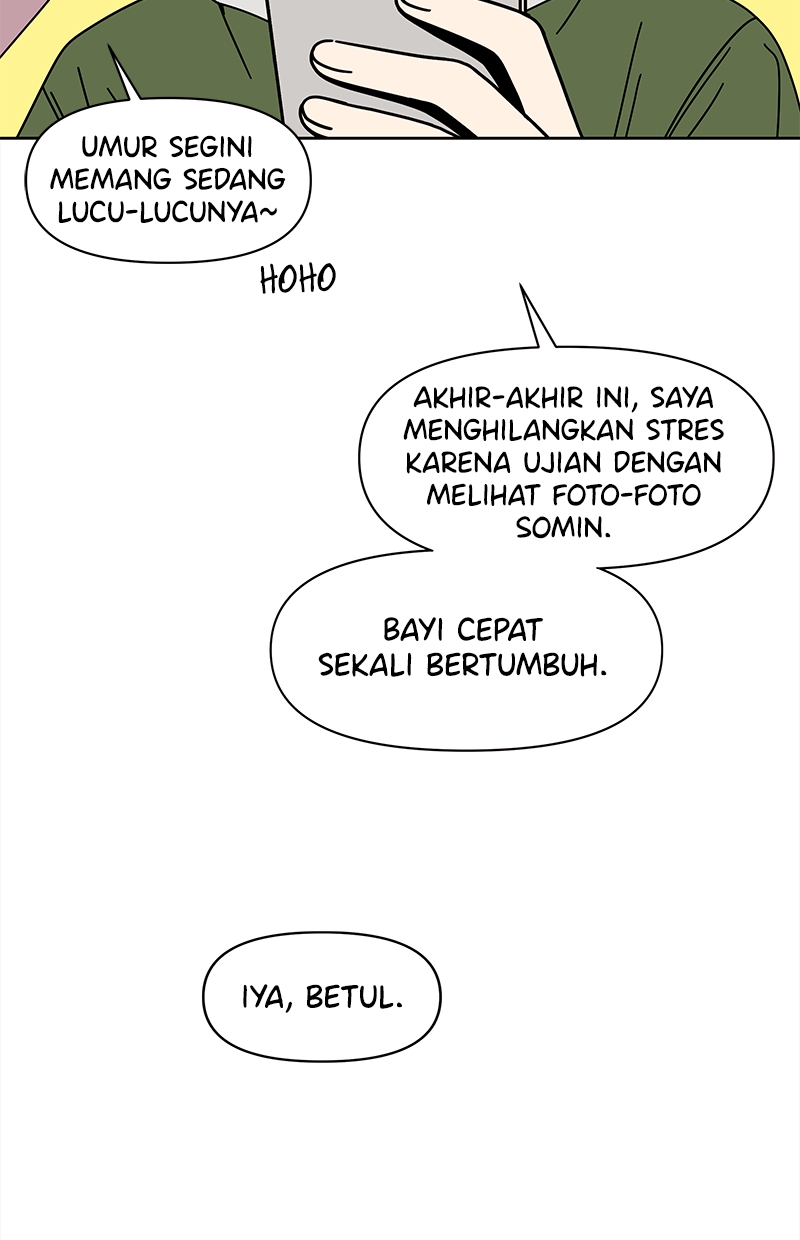 UMUR SEGINI
MEMANG SEDANG
LUCU-LUCUNYA~
HOHO
AKHIR-AKHIR INI, SAYA
MENGHILANGKAN STRES
KARENA UJIAN DENGAN
MELIHAT FOTO-FOTO
SOMIN.
BAYI CEPAT
SEKALI BERTUMBUH.
IYA, BETUL.